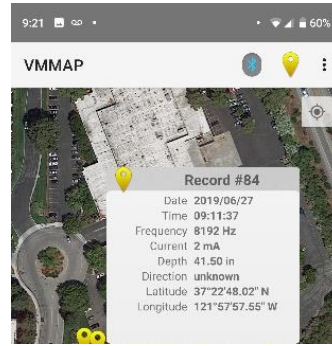 9:21 60%
VMMAP
Record #84
Date 2019/06/27
Time 09:11:37
Frequency 8192 Hz
Current 2 mA
Depth 41.50 in
Direction unknown
Latitude 37°22'48.02" N
Longitude 121°57'57.55" W